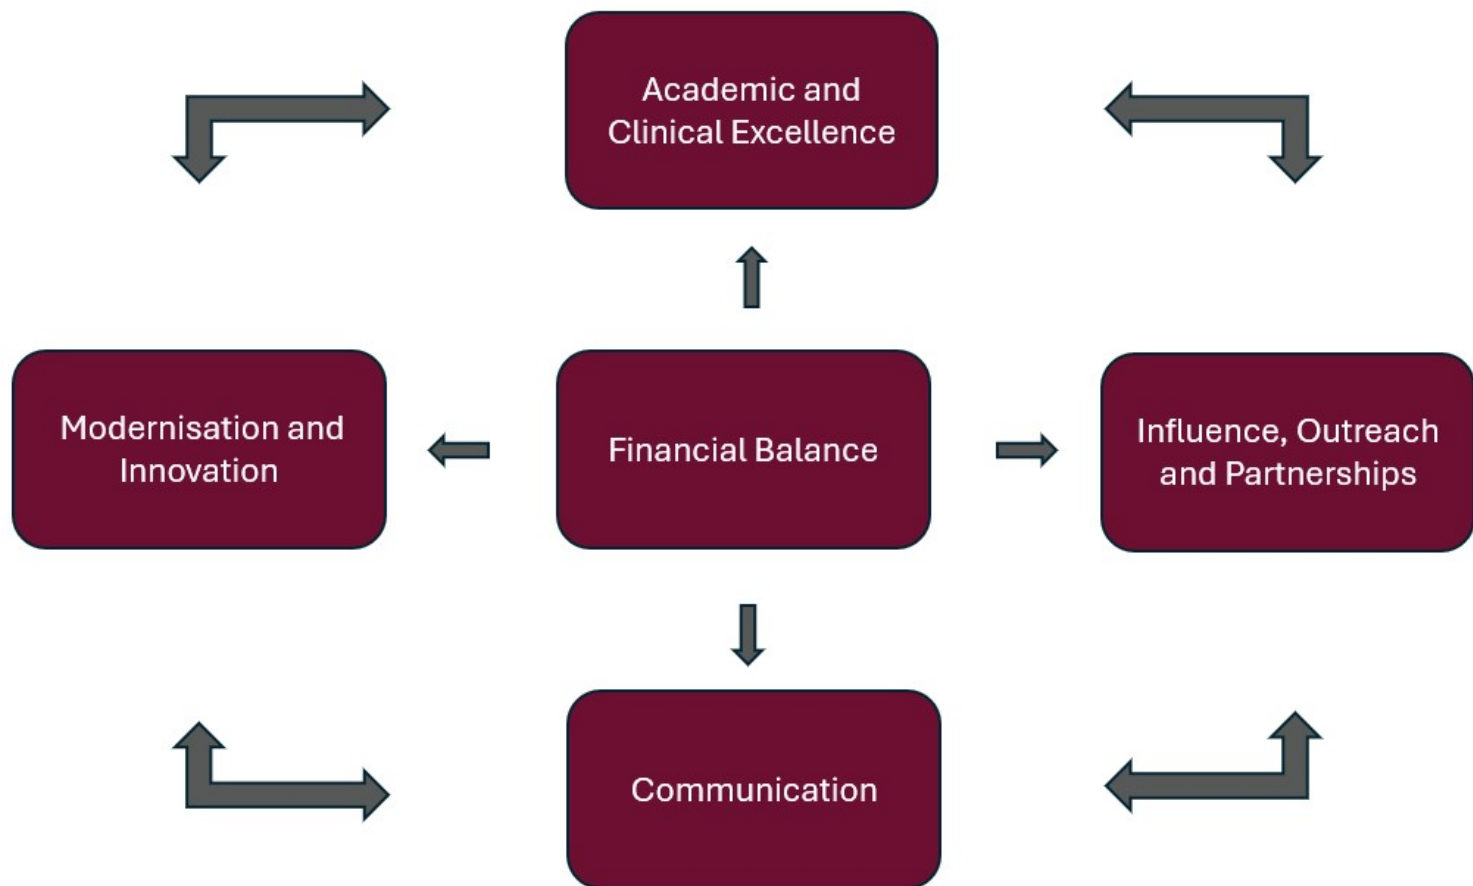 Academic and
Clinical Excellence
Modernisation and
Innovation
Financial Balance
Influence, Outreach
and Partnerships
Communication